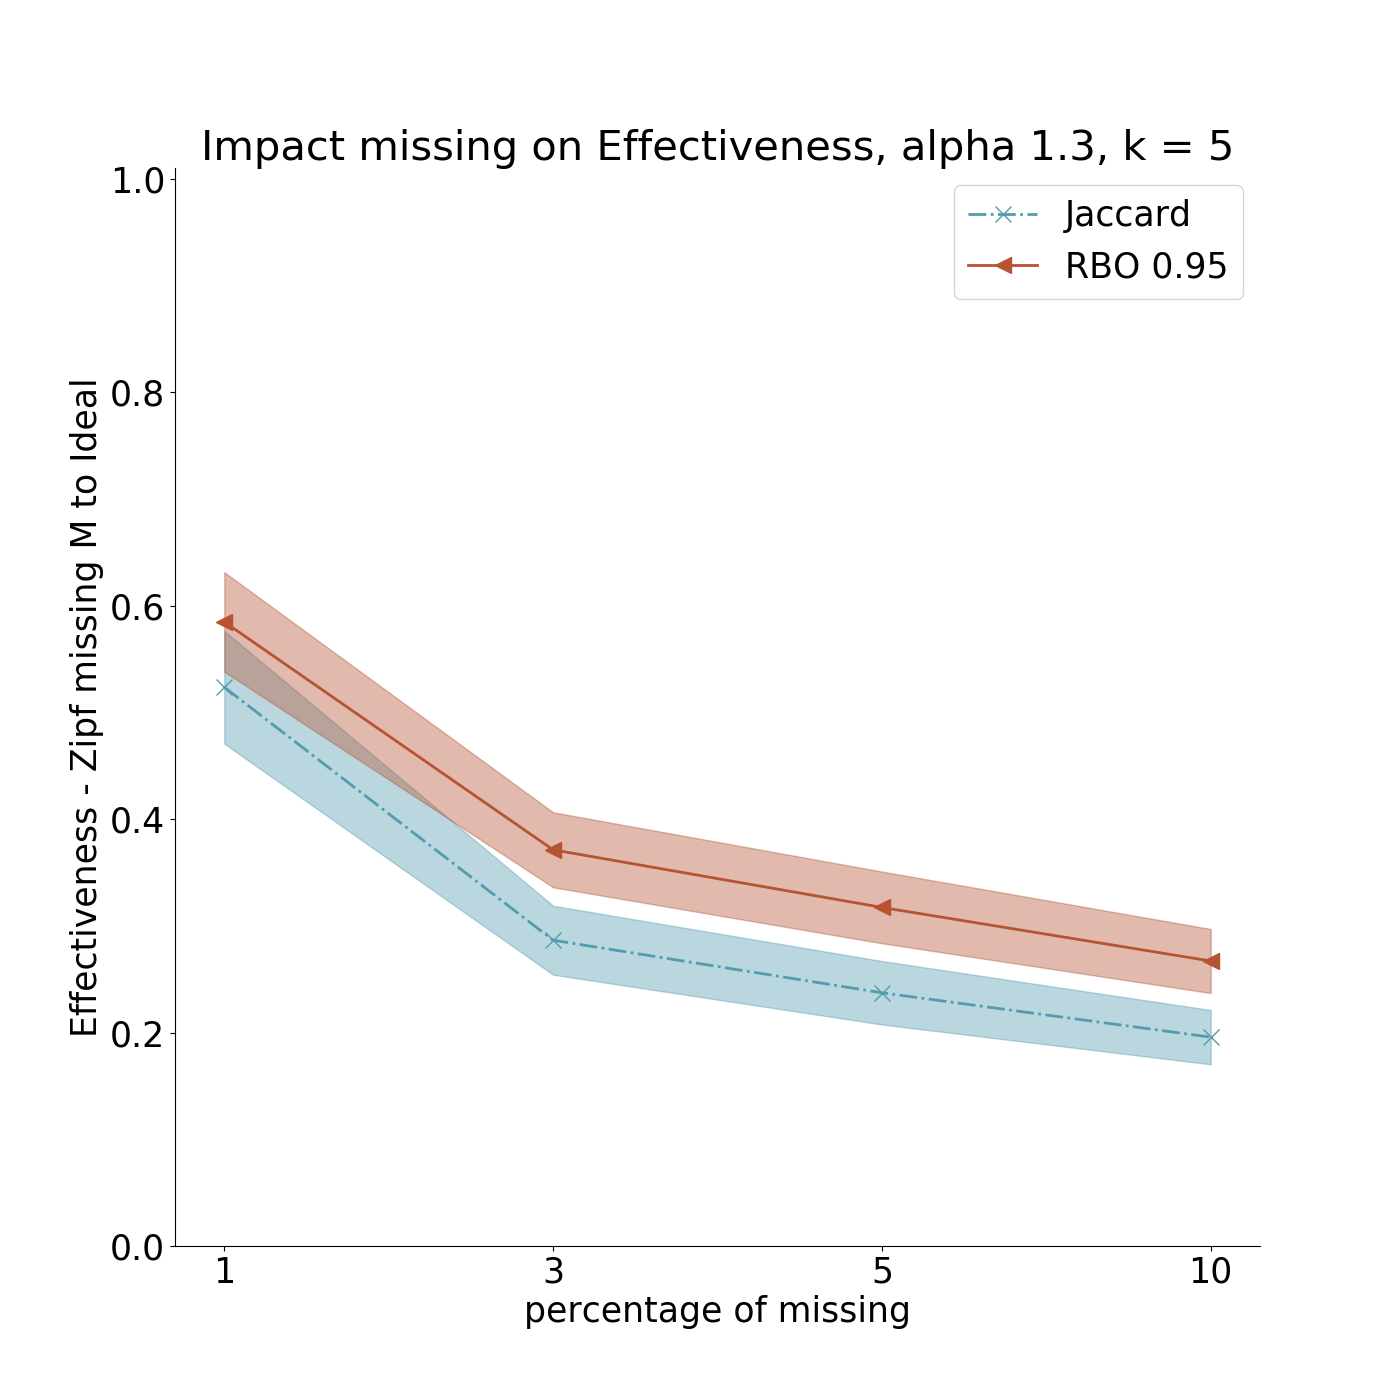 Impact missing on Effectiveness, alpha 1.3, k = 5
Jaccard
RBO 0.95
Effectiveness - Zipf missing M to Ideal
1.0
0.8
0.6
0.4
0.2
0.0
1 3 5 10
percentage of missing